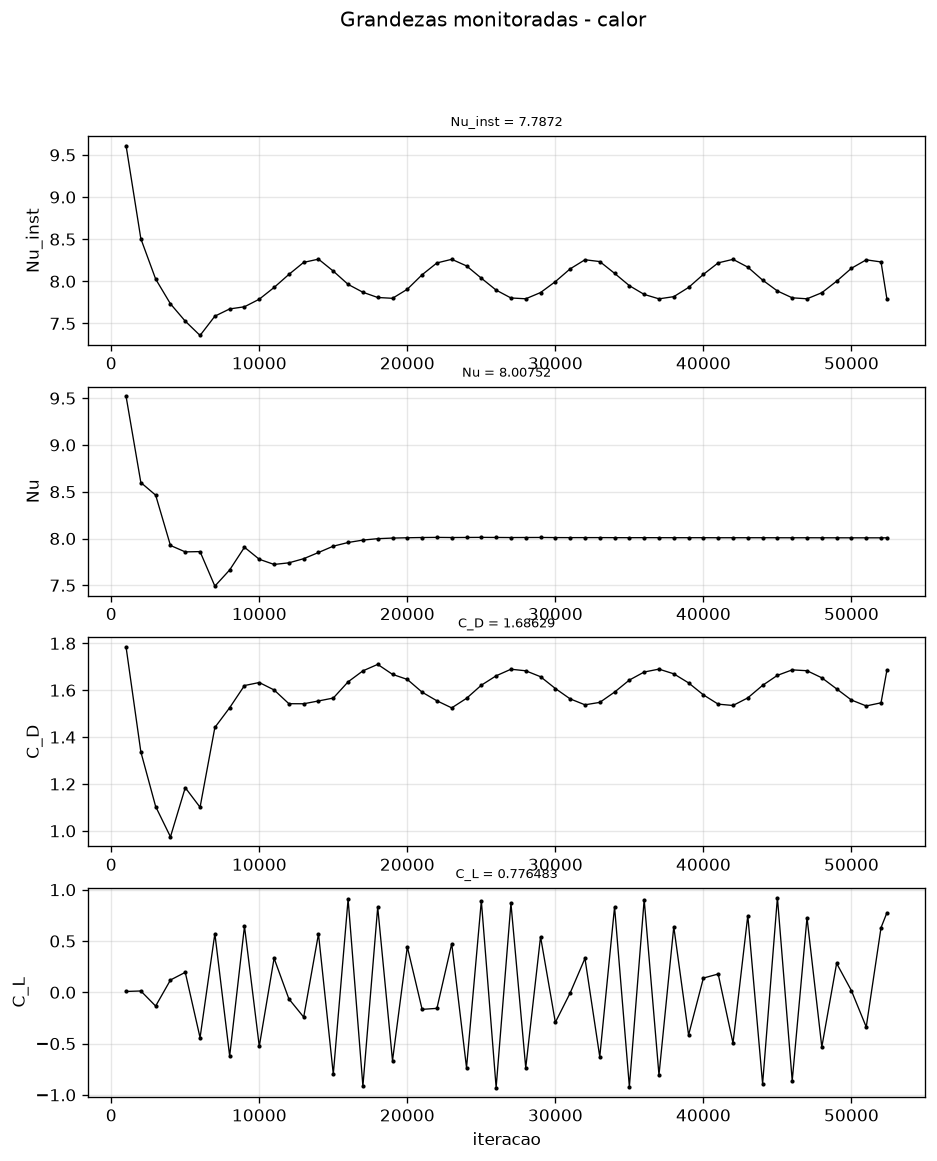 Grandezas monitoradas - calor
Nu_inst = 7.7872
Nu_inst
9.5
9.0
8.5
8.0
7.5
0 10000 20000 30000 40000 50000
Nu = 8.00752
Nu
9.5
9.0
8.5
8.0
7.5
0 10000 20000 30000 40000 50000
C_D = 1.68629
C_D
1.8
1.6
1.4
1.2
1.0
0 10000 20000 30000 40000 50000
C_L = 0.776483
C_L
1.0
0.5
0.0
−0.5
−1.0
0 10000 20000 30000 40000 50000
iteracao